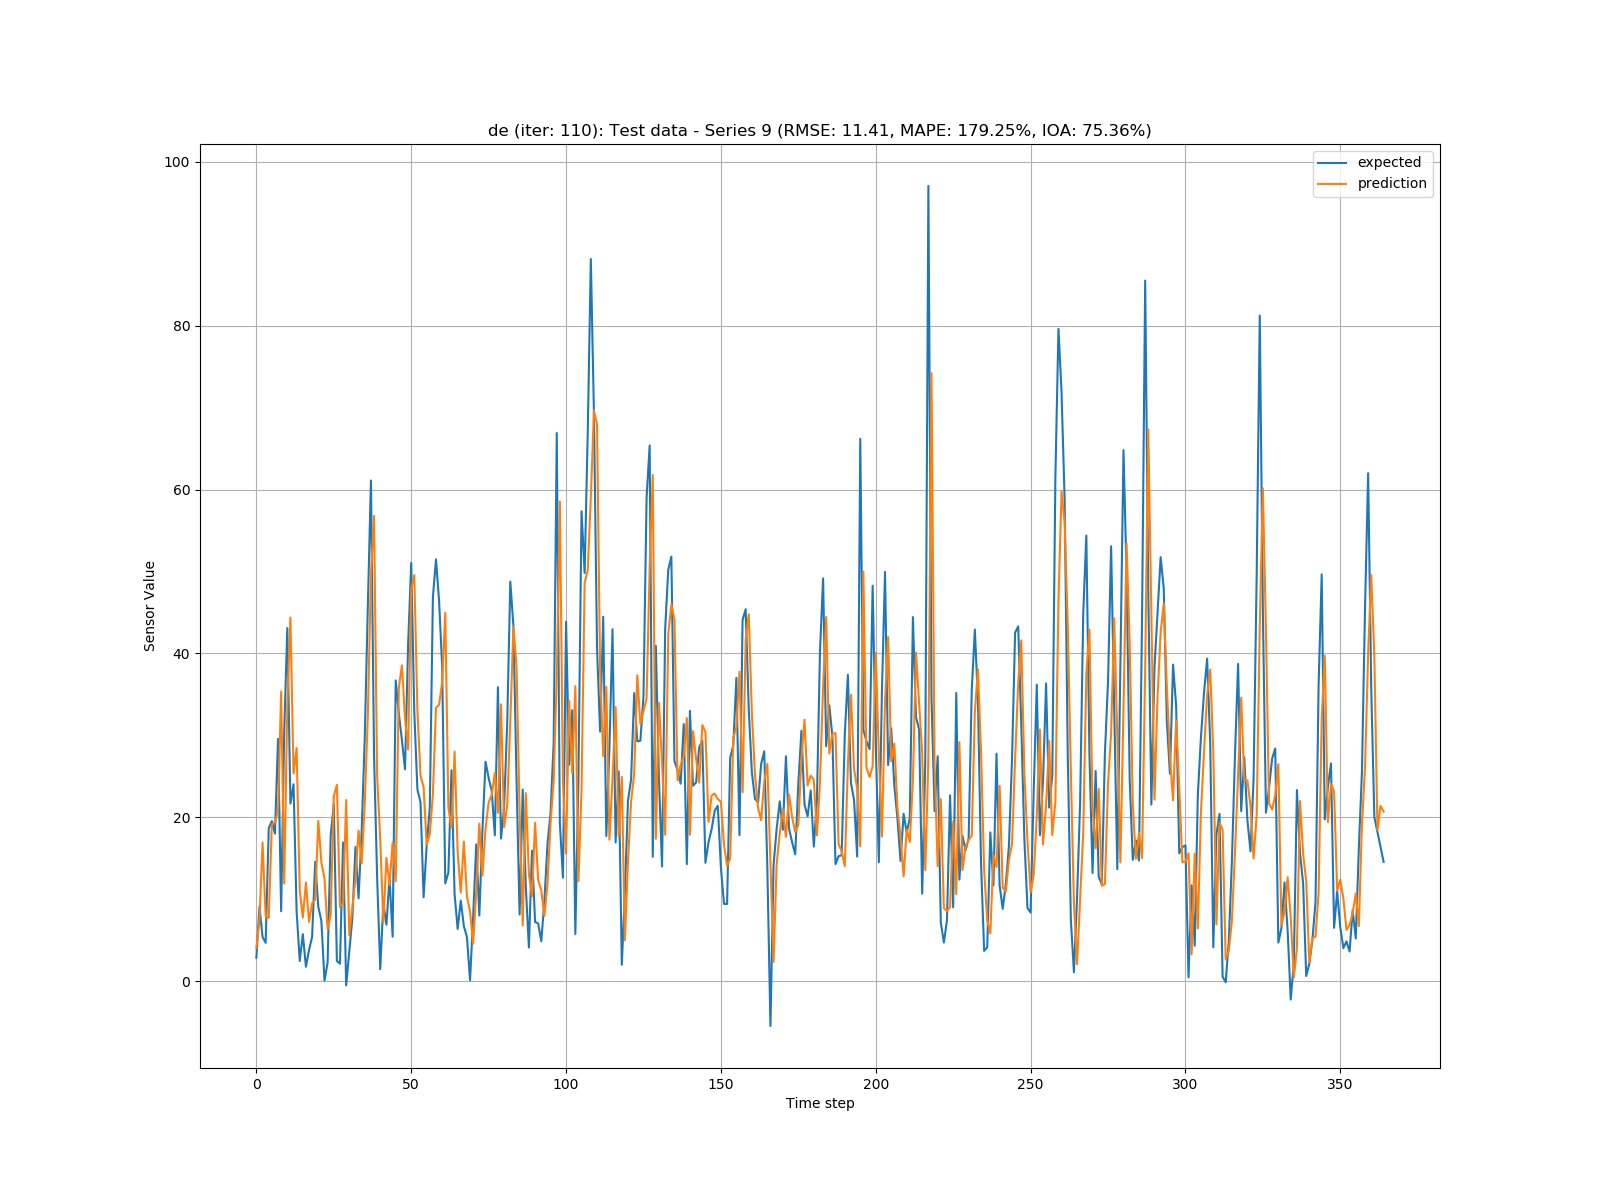 de (iter: 110): Test data - Series 9 (RMSE: 11.41, MAPE: 179.25%, IOA: 75.36%)
expected
prediction
100
80
60
40
20
0
Sensor Value
0 50 100 150 200 250 300 350
Time step